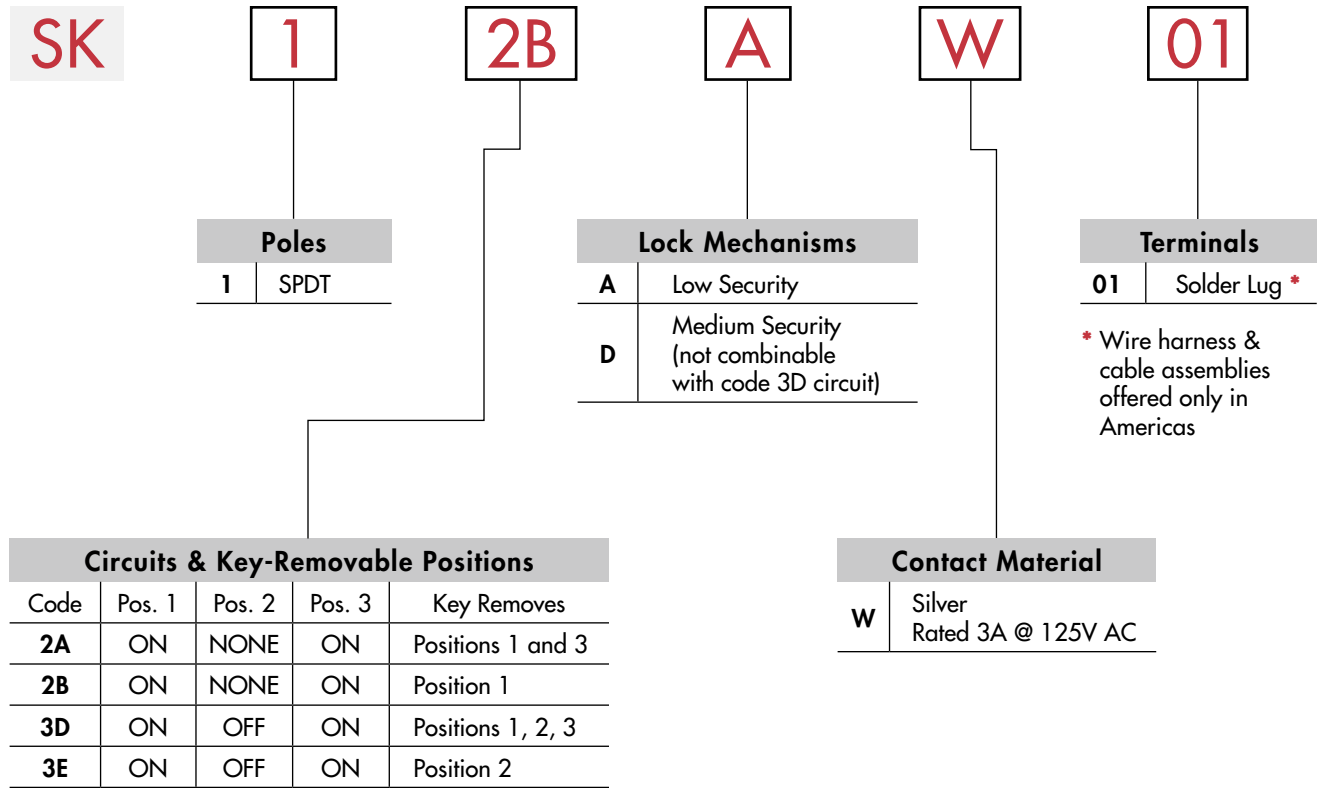 SK 1 2B A W 01
Poles
1 SPDT
Lock Mechanisms
A Low Security
D Medium Security
(not combinable
with code 3D circuit)
Terminals
01 Solder Lug *
* Wire harness &
cable assemblies
offered only in
Americas
Circuits & Key-Removable Positions
Code Pos. 1 Pos. 2 Pos. 3 Key Removes
2A ON NONE ON Positions 1 and 3
2B ON NONE ON Position 1
3D ON OFF ON Positions 1, 2, 3
3E ON OFF ON Position 2
Contact Material
W Silver
Rated 3A @ 125V AC